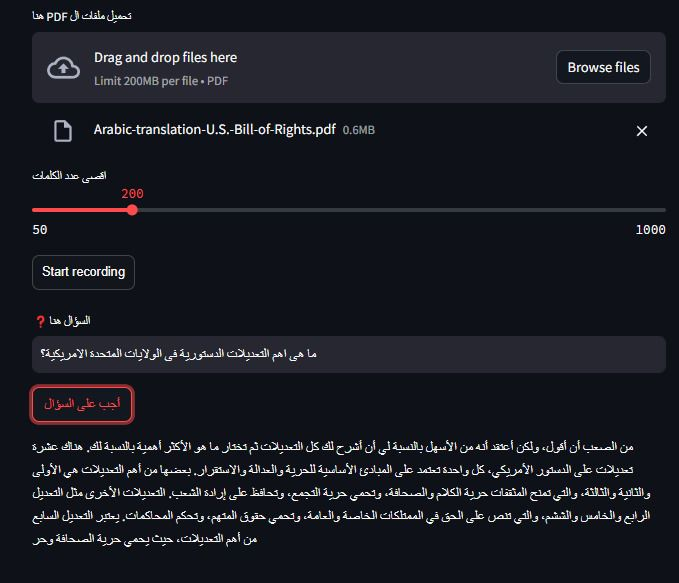 تحميل ملفات ال PDF هنا
Drag and drop files here
Limit 200MB per file • PDF
Browse files
Arabic-translation-U.S.-Bill-of-Rights.pdf 0.6MB
اقصى عدد الكلمات
200
50 1000
Start recording
السؤال هنا ❓
ما هى اهم التعديلات الدستورية فى الولايات المتحدة الامريكية؟
أجب على السؤال
من الصعب أن أقول، ولكن أعتقد أنه من الأسهل بالنسبة لي أن أشرح لك كل التعديلات ثم تختار ما هو الأكثر أهمية بالنسبة لك. هناك عشرة
تعديلات على الدستور الأمريكي، كل واحدة تعتمد على المبادئ الأساسية للحرية والعدالة والاستقرار. بعضها من أهم التعديلات هي الأولى
والثانية والثالثة، والتي تمنح المثقفات حرية الكلام والصحافة، وتحمي حرية التجمع، وتحافظ على إرادة الشعب. التعديلات الأخرى مثل التعديل
الرابع والخامس والششم، والتي تنص على الحق في الممتلكات الخاصة والعامة، وتحمي حقوق المتهم، وتحكم المحاكمات. يعتبر التعديل السابع
من أهم التعديلات، حيث يحمي حرية الصحافة وحر